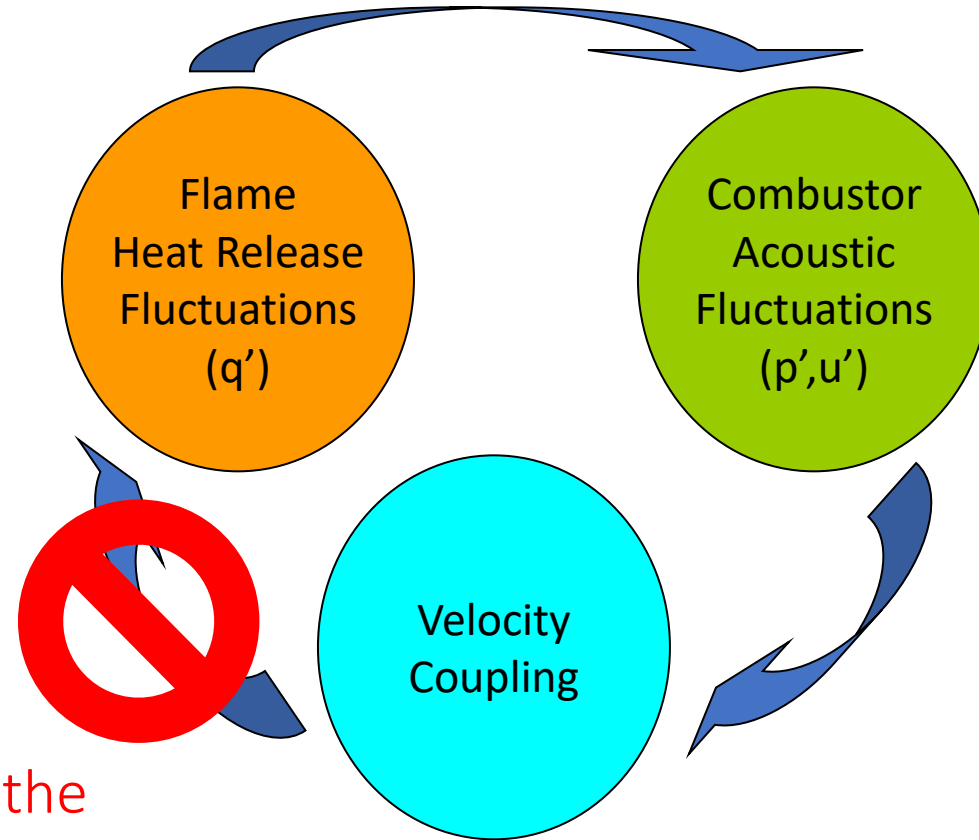 Flame
Heat Release
Fluctuations
(q’)
Combustor
Acoustic
Fluctuations
(p’,u’)
Velocity
Coupling
the